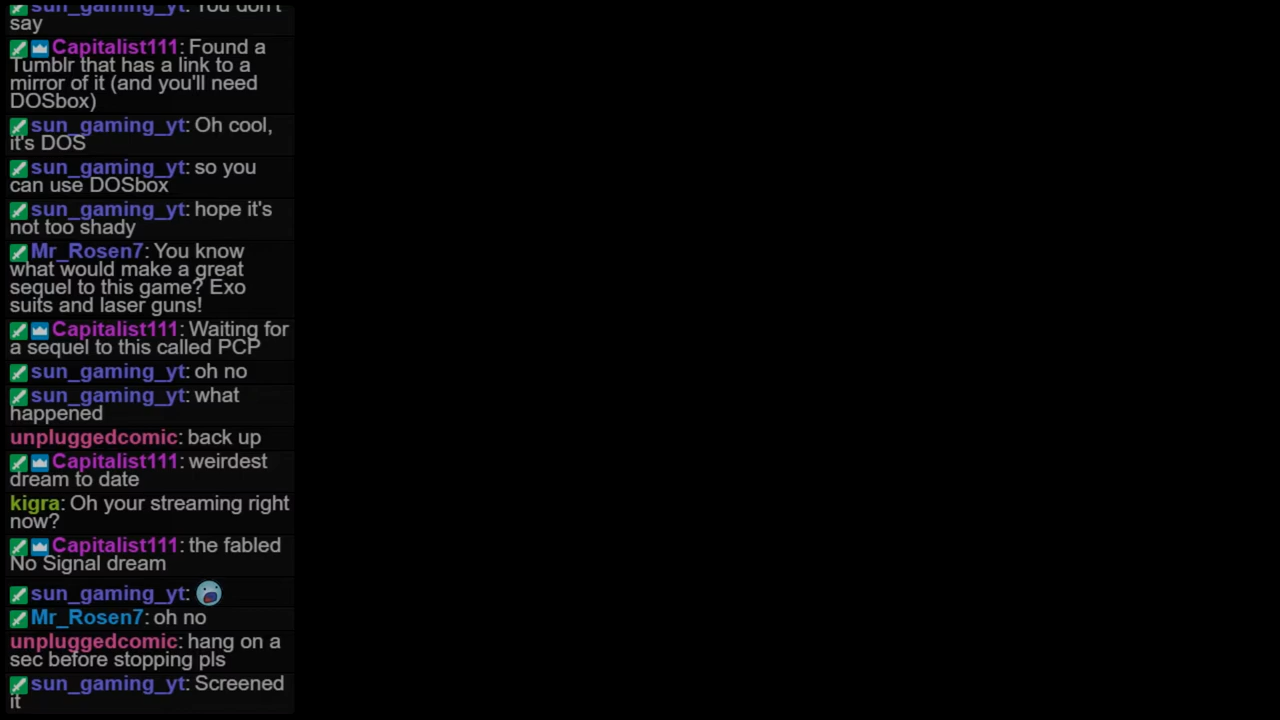 sun_gaming_yt: You don't
say
Capitalist111: Found a
Tumblr that has a link to a
mirror of it (and you'll need
DOSbox)
sun_gaming_yt: Oh cool,
it's DOS
sun_gaming_yt: so you
can use DOSbox
sun_gaming_yt: hope it's
not too shady
Mr_Rosen7: You know
what would make a great
sequel to this game? Exo
suits and laser guns!
Capitalist111: Waiting for
a sequel to this called PCP
sun_gaming_yt: oh no
sun_gaming_yt: what
happened
unpluggedcomic: back up
Capitalist111: weirdest
dream to date
kigra: Oh your streaming right
now?
Capitalist111: the fabled
No Signal dream
sun_gaming_yt:
Mr_Rosen7: oh no
unpluggedcomic: hang on a
sec before stopping pls
sun_gaming_yt: Screened
it